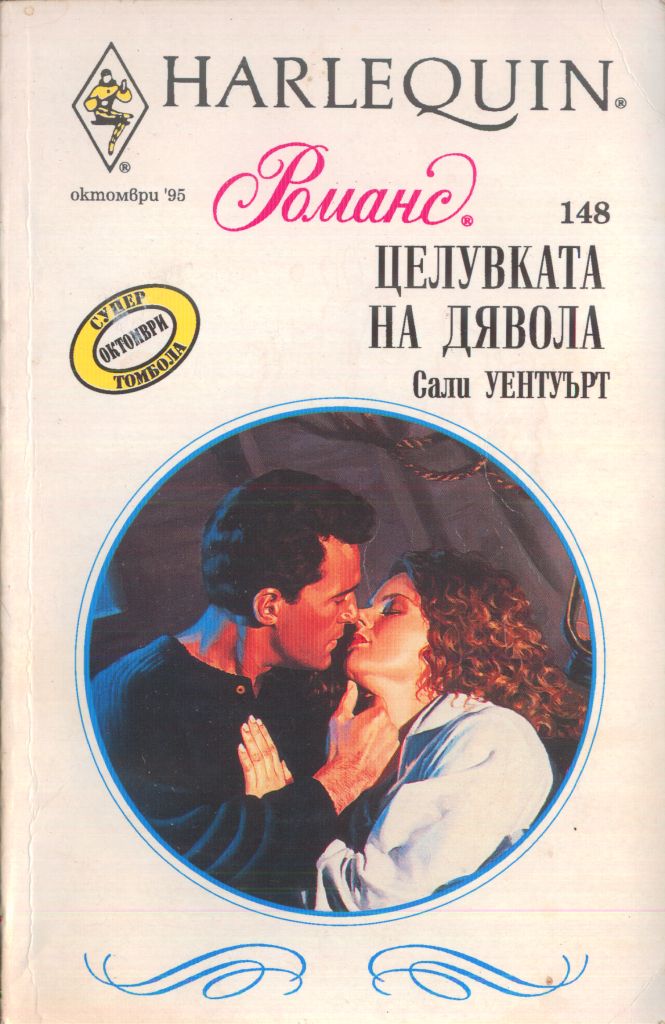 HARLEQUIN®
®
октомври '95
Романс®
148
ЦЕЛУВКАТА
НА ДЯВОЛА
Сали УЕНТУЪРТ
СУПЕР
ОКТОМВРИ
ТОМБОЛА